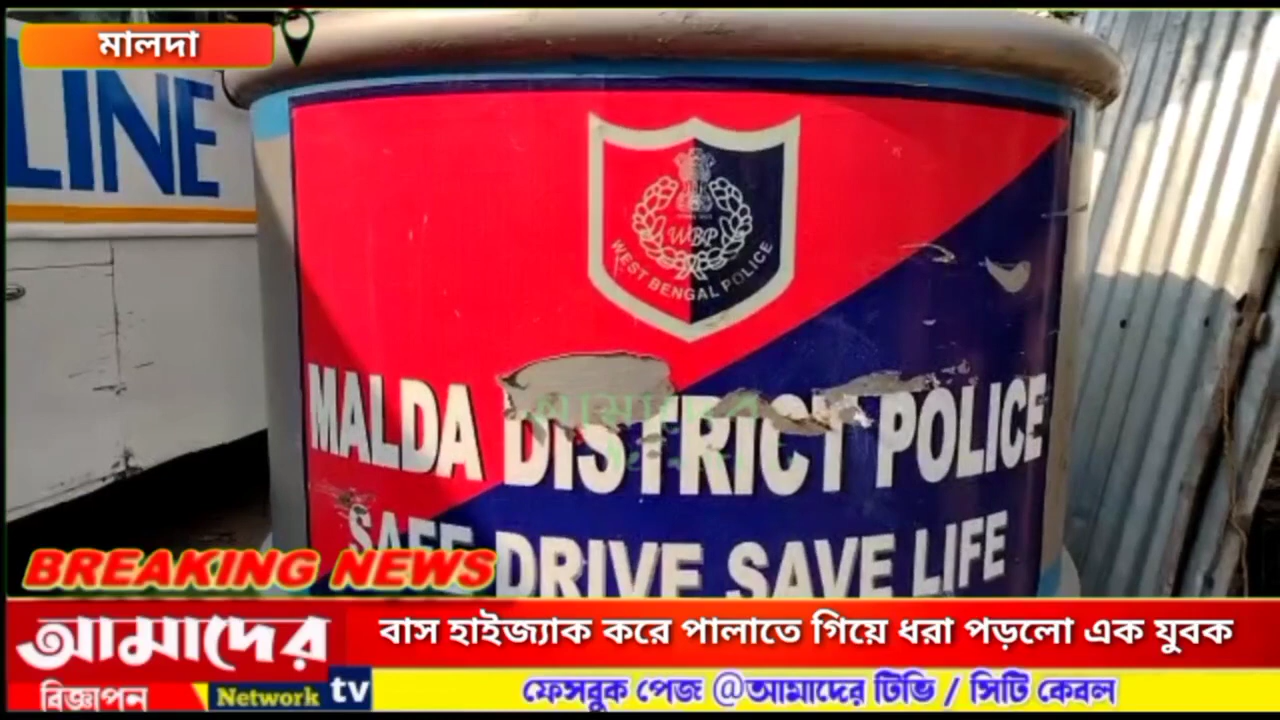 মালদা
LINE
WBP
WEST BENGAL POLICE
MALDA DISTRICT POLICE
SAFE DRIVE SAVE LIFE
BREAKING NEWS
আমাদের
বাস হাইজ্যাক করে পালাতে গিয়ে ধরা পড়লো এক যুবক
বিজ্ঞাপন
Network tv
ফেসবুক পেজ @আমাদের টিভি / সিটি কেবল